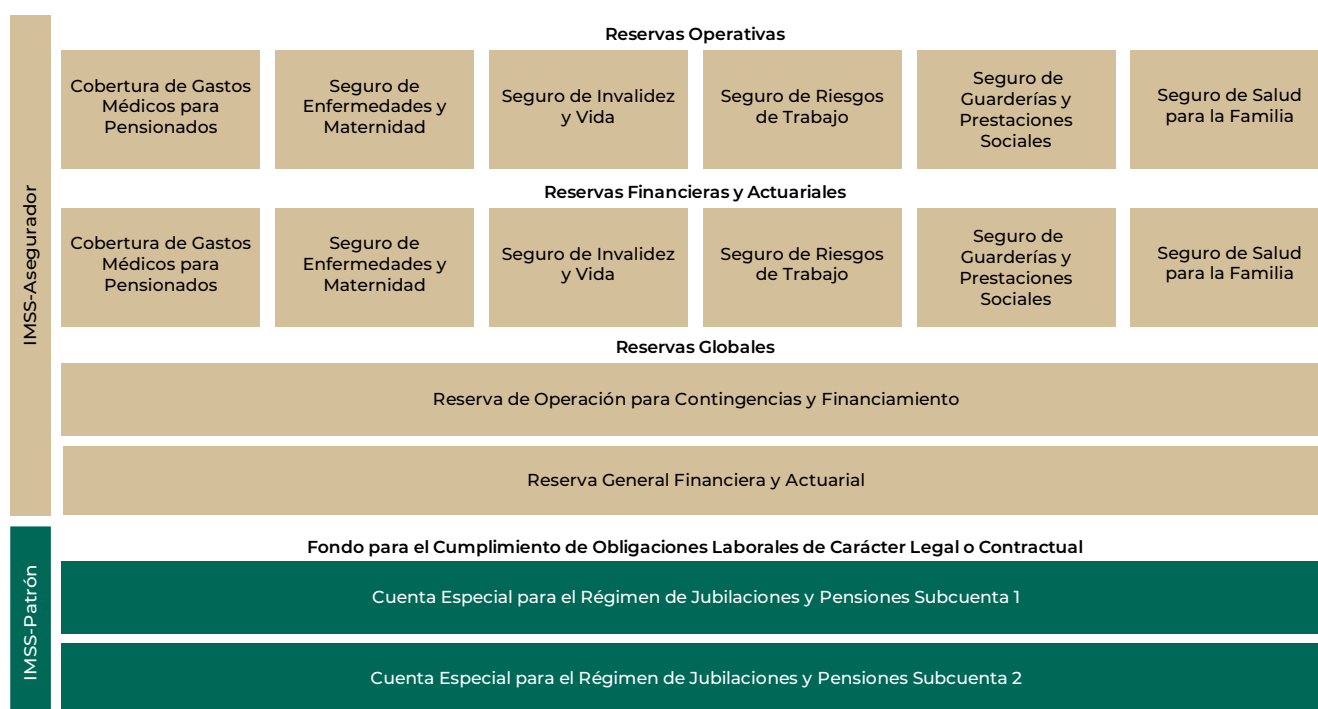 IMSS-Asegurador
Reservas Operativas
Cobertura de Gastos
Médicos para
Pensionados
Seguro de
Enfermedades y
Maternidad
Seguro de Invalidez
y Vida
Seguro de Riesgos
de Trabajo
Seguro de
Guarderías y
Prestaciones
Sociales
Seguro de Salud
para la Familia
Reservas Financieras y Actuariales
Cobertura de Gastos
Médicos para
Pensionados
Seguro de
Enfermedades y
Maternidad
Seguro de Invalidez
y Vida
Seguro de Riesgos
de Trabajo
Seguro de
Guarderías y
Prestaciones
Sociales
Seguro de Salud
para la Familia
Reservas Globales
Reserva de Operación para Contingencias y Financiamiento
Reserva General Financiera y Actuarial
IMSS-Patrón
Fondo para el Cumplimiento de Obligaciones Laborales de Carácter Legal o Contractual
Cuenta Especial para el Régimen de Jubilaciones y Pensiones Subcuenta 1
Cuenta Especial para el Régimen de Jubilaciones y Pensiones Subcuenta 2